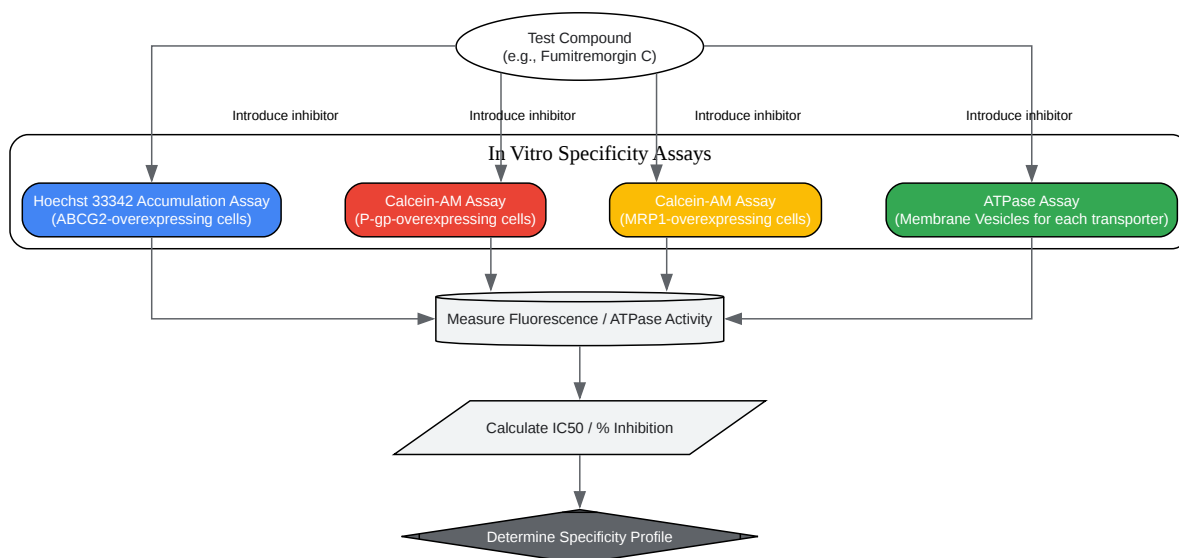 Test Compound
(e.g., Fumitremorgin C)
Introduce inhibitor
Introduce inhibitor
Introduce inhibitor
Introduce inhibitor
In Vitro Specificity Assays
Hoechst 33342 Accumulation Assay
(ABCG2-overexpressing cells)
Calcein-AM Assay
(P-gp-overexpressing cells)
Calcein-AM Assay
(MRP1-overexpressing cells)
ATPase Assay
(Membrane Vesicles for each transporter)
Measure Fluorescence / ATPase Activity
Calculate IC50 / % Inhibition
Determine Specificity Profile